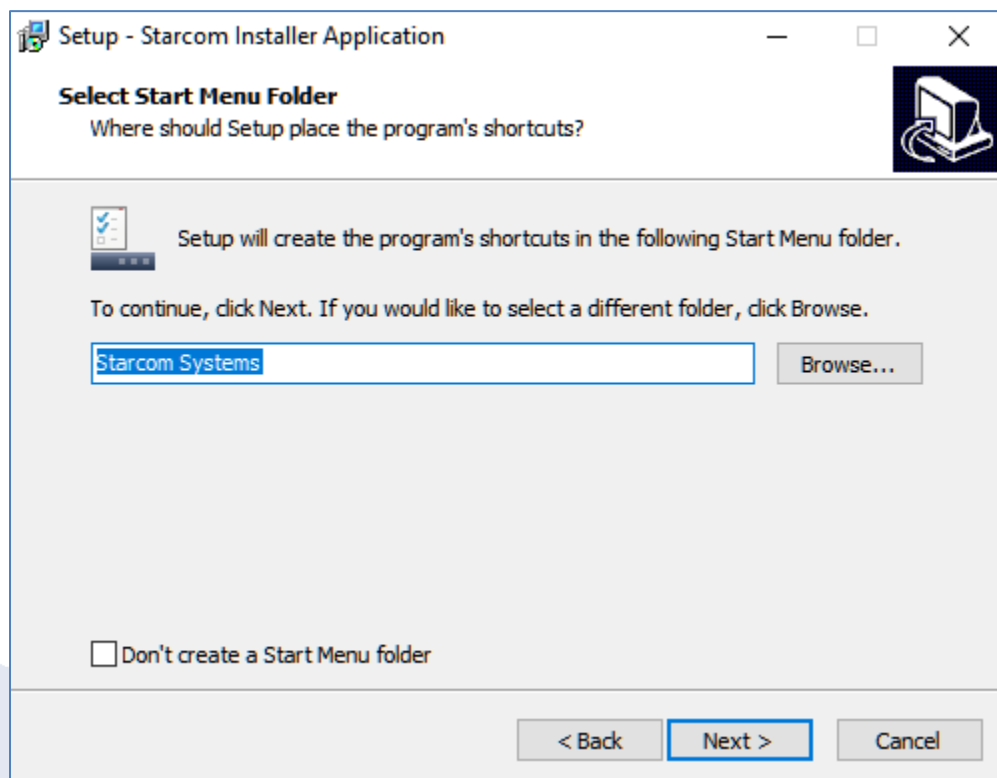 Setup - Starcom Installer Application
Select Start Menu Folder
Where should Setup place the program's shortcuts?
Setup will create the program's shortcuts in the following Start Menu folder.
To continue, click Next. If you would like to select a different folder, click Browse.
Starcom Systems
Browse...
Don't create a Start Menu folder
< Back
Next >
Cancel